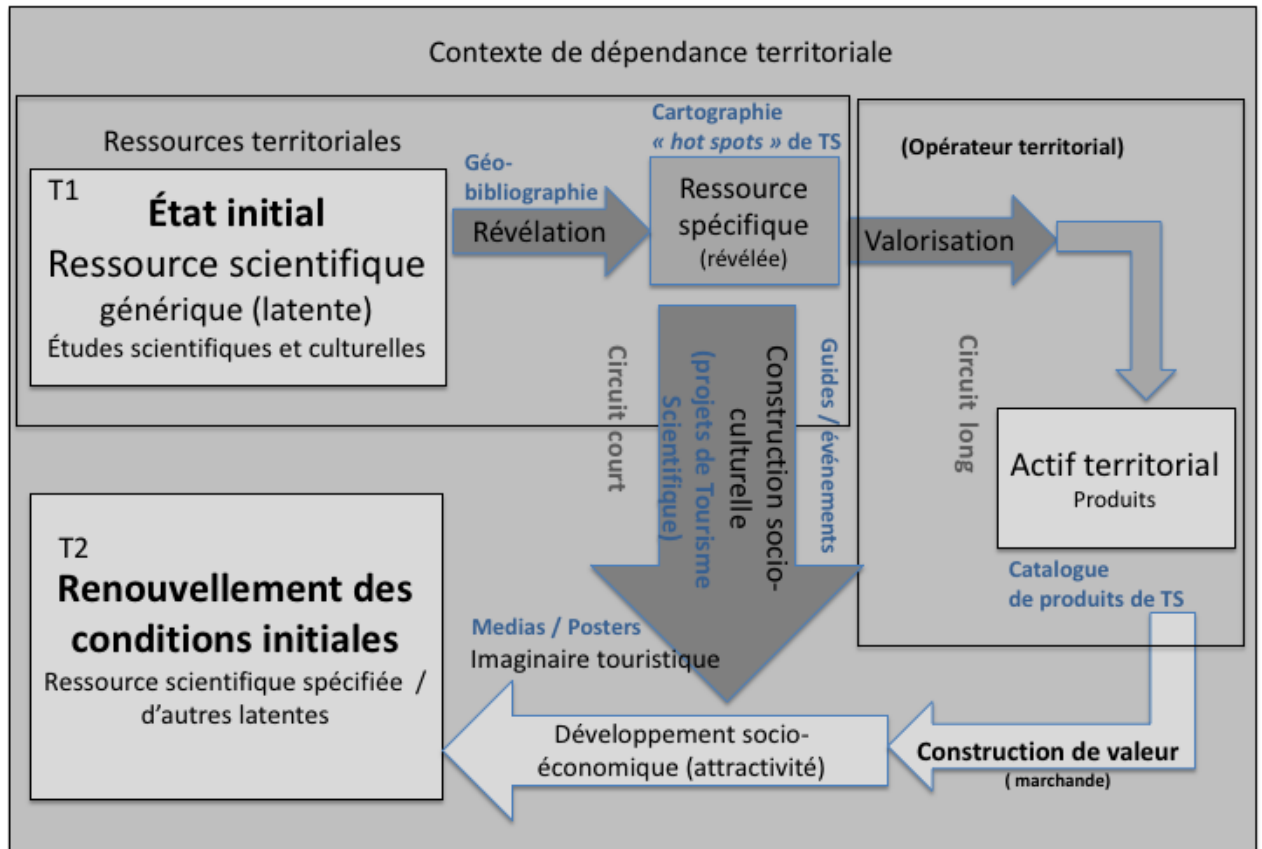 Contexte de dépendance territoriale
Ressources territoriales
T1
État initial
Ressource scientifique
générique (latente)
Études scientifiques et culturelles
Géo-
bibliographie
Révélation
Cartographie
« hot spots » de TS
Ressource
spécifique
(révélée)
(Opérateur territorial)
Valorisation
Circuit court
(projets de Tourisme
Scientifique)
Construction socio-
culturelle
Guides / événements
Circuit long
Actif territorial
Produits
Catalogue
de produits de TS
T2
Renouvellement des
conditions initiales
Ressource scientifique spécifiée /
d'autres latentes
Medias / Posters
Imaginaire touristique
Développement socio-
économique (attractivité)
Construction de valeur
( marchande)